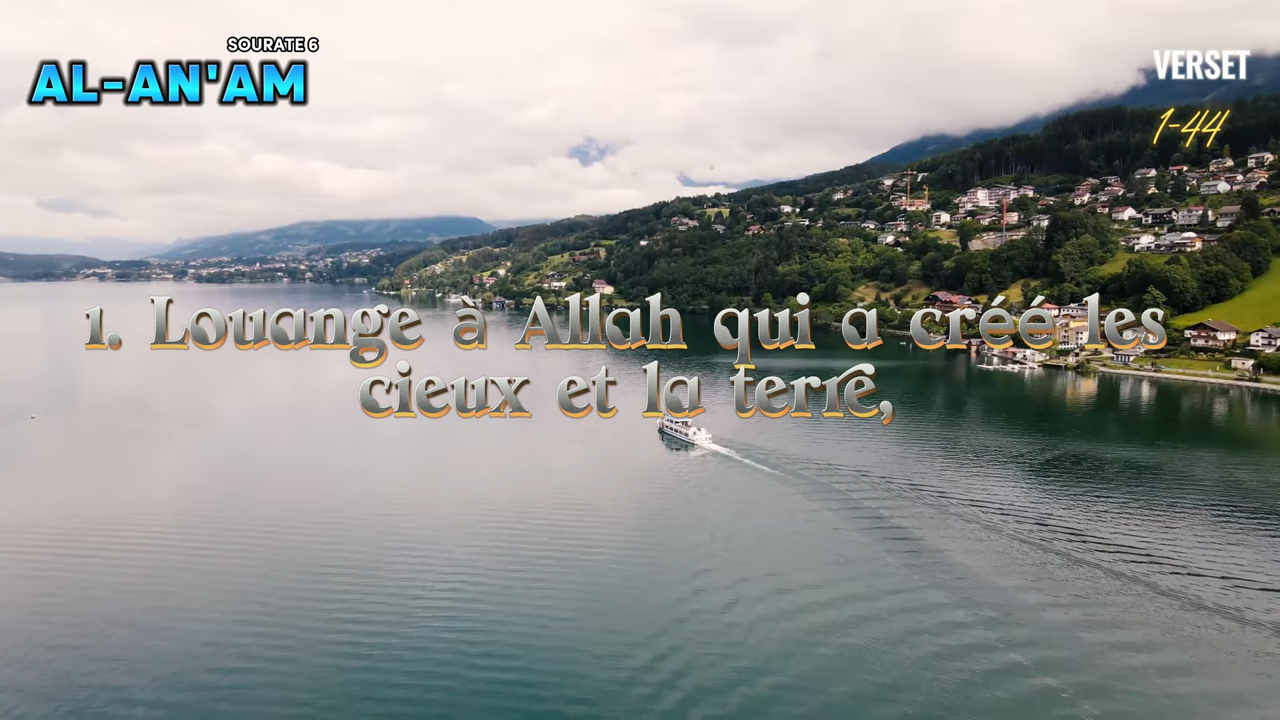 SOURATE 6
AL-AN'AM
VERSET
1-44
1. Louange à Allah qui a créé les
cieux et la terre,